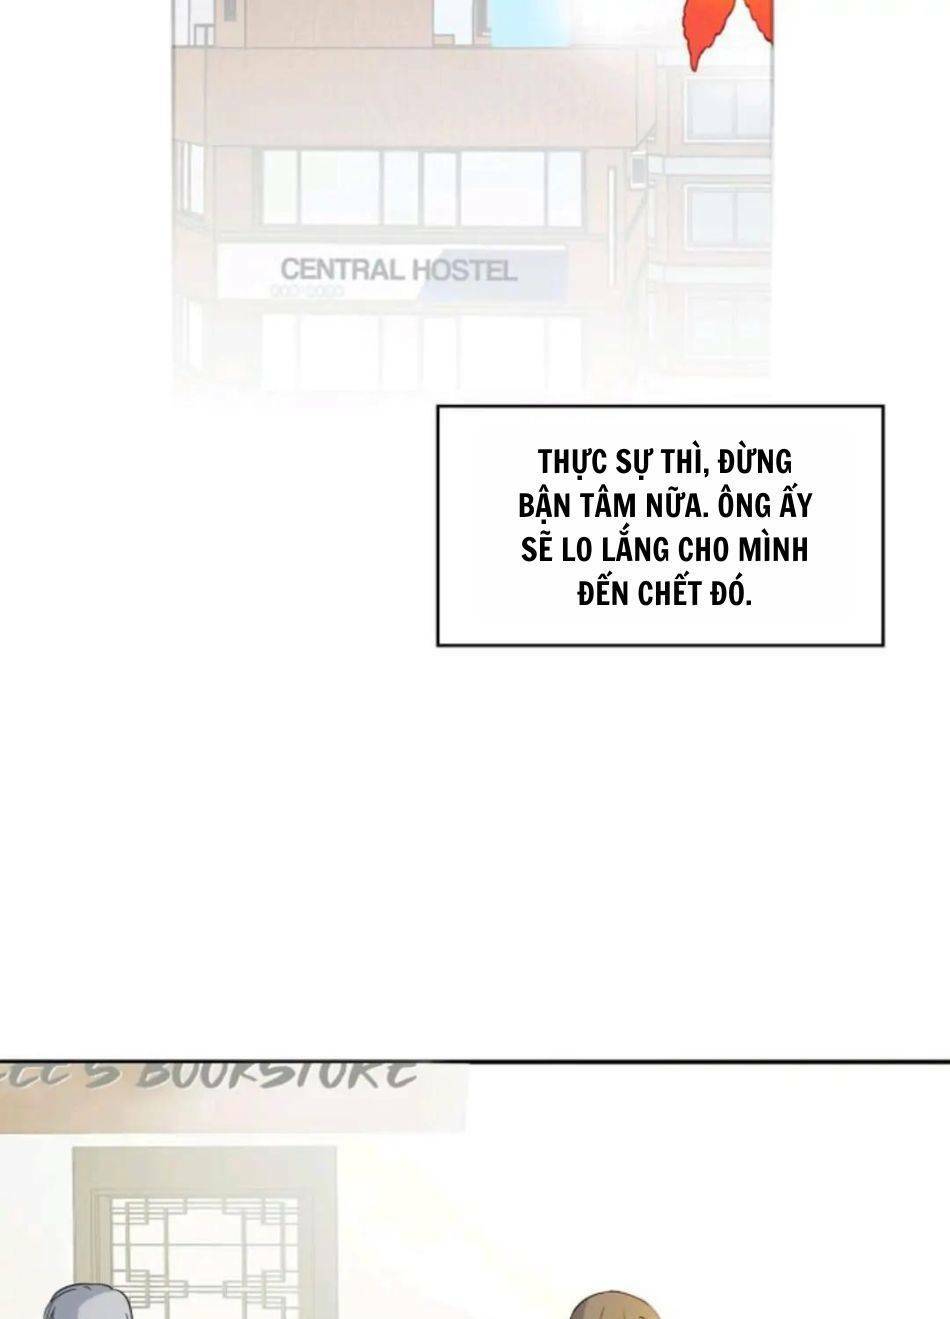 CENTRAL HOSTEL
THỰC SỰ THÌ, ĐỪNG
BẬN TÂM NỮA. ÔNG ẤY
SẼ LO LẮNG CHO MÌNH
ĐẾN CHẾT ĐÓ.
BOOKSTORE